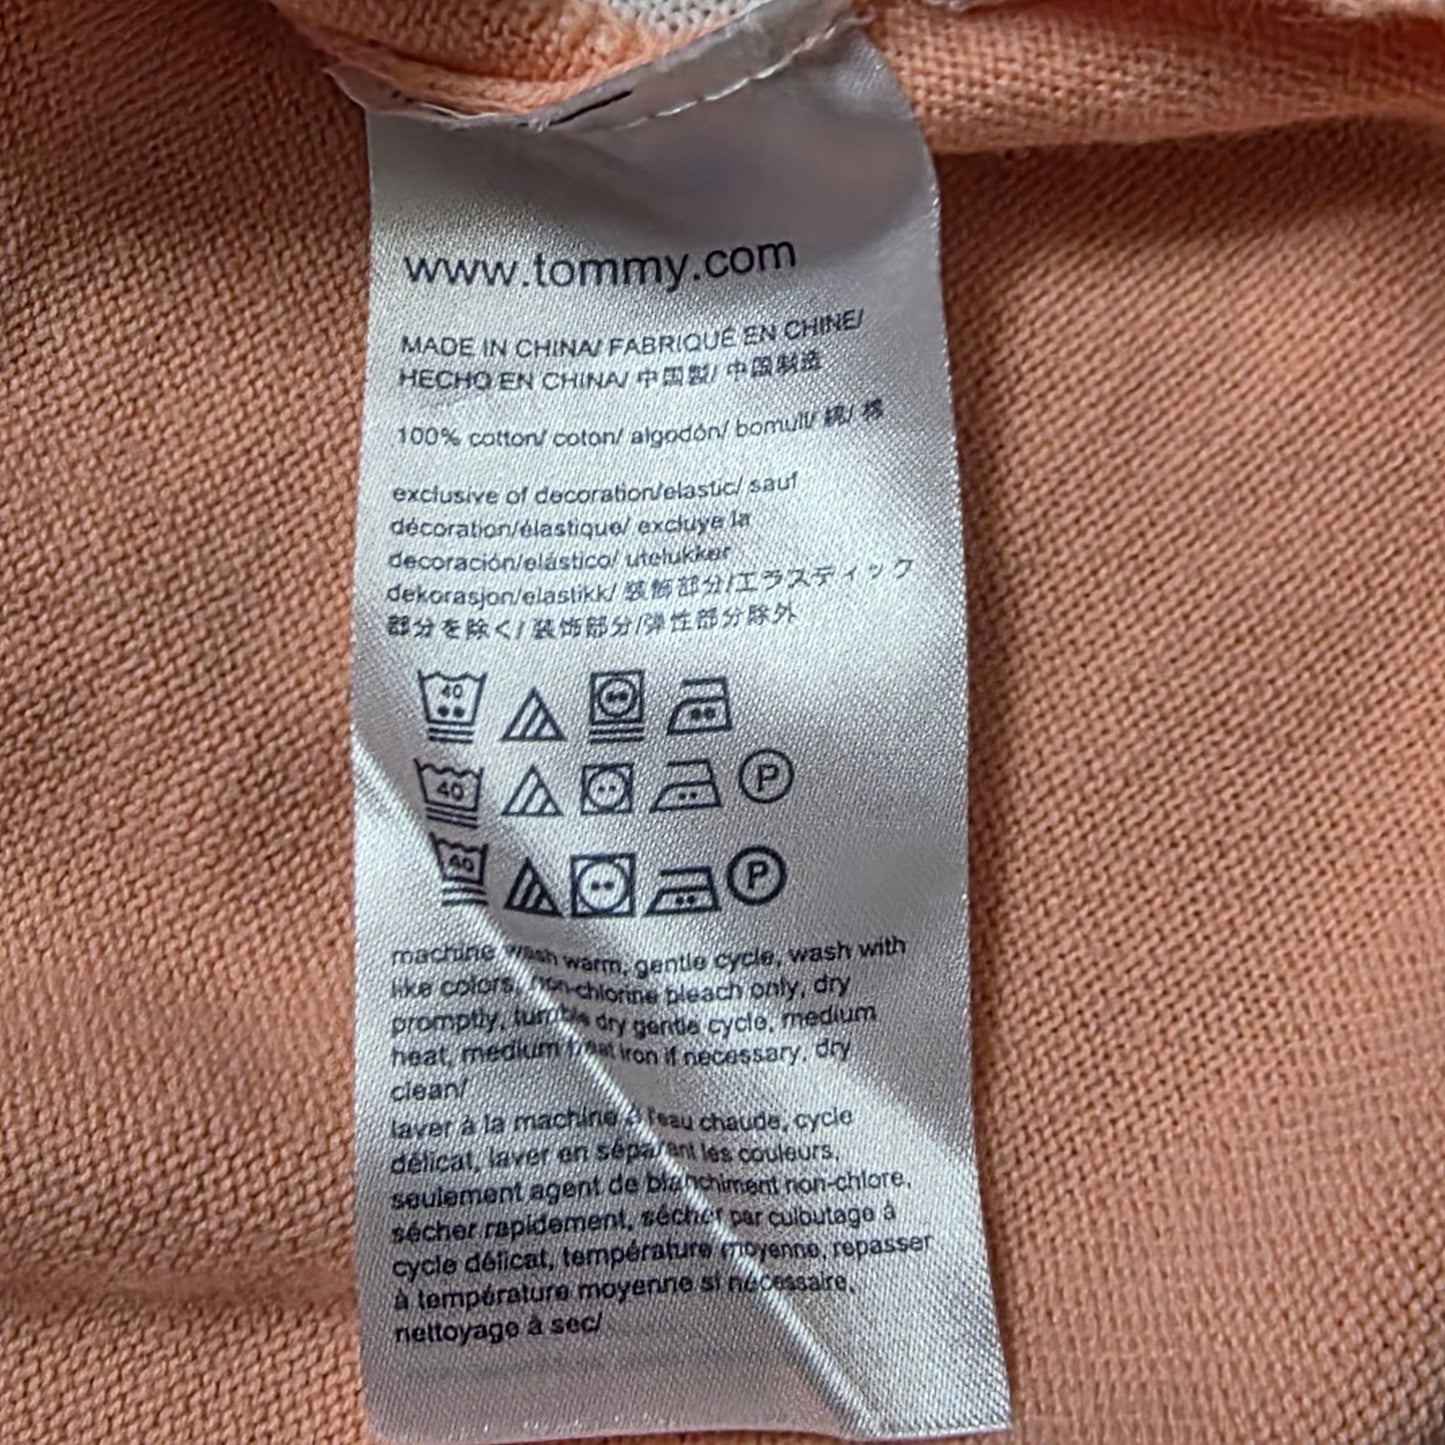 www.tommy.com
MADE IN CHINA/ FABRIQUÉ EN CHINE/
HECHO EN CHINA/ 中国製/ 中国制造
100% cotton/ coton/ algodón/ bomull/ 綿/ 棉
exclusive of decoration/elastic/ sauf
décoration/élastique/ excluye la
decoración/elástico/ utelukker
dekorasjon/elastikk/ 装飾部分/エラスティック
部分を除く/ 装饰部分/弹性部分除外
40
40 P
40 P
machine wash warm, gentle cycle, wash with
like colors, non-chlorine bleach only, dry
promptly, tumble dry gentle cycle, medium
heat, medium heat iron if necessary, dry
clean/
laver à la machine à l'eau chaude, cycle
délicat, laver en séparant les couleurs,
seulement agent de blanchiment non-chlore,
sécher rapidement, sécher par culbutage à
cycle délicat, température moyenne, repasser
à température moyenne si nécessaire,
nettoyage à sec/